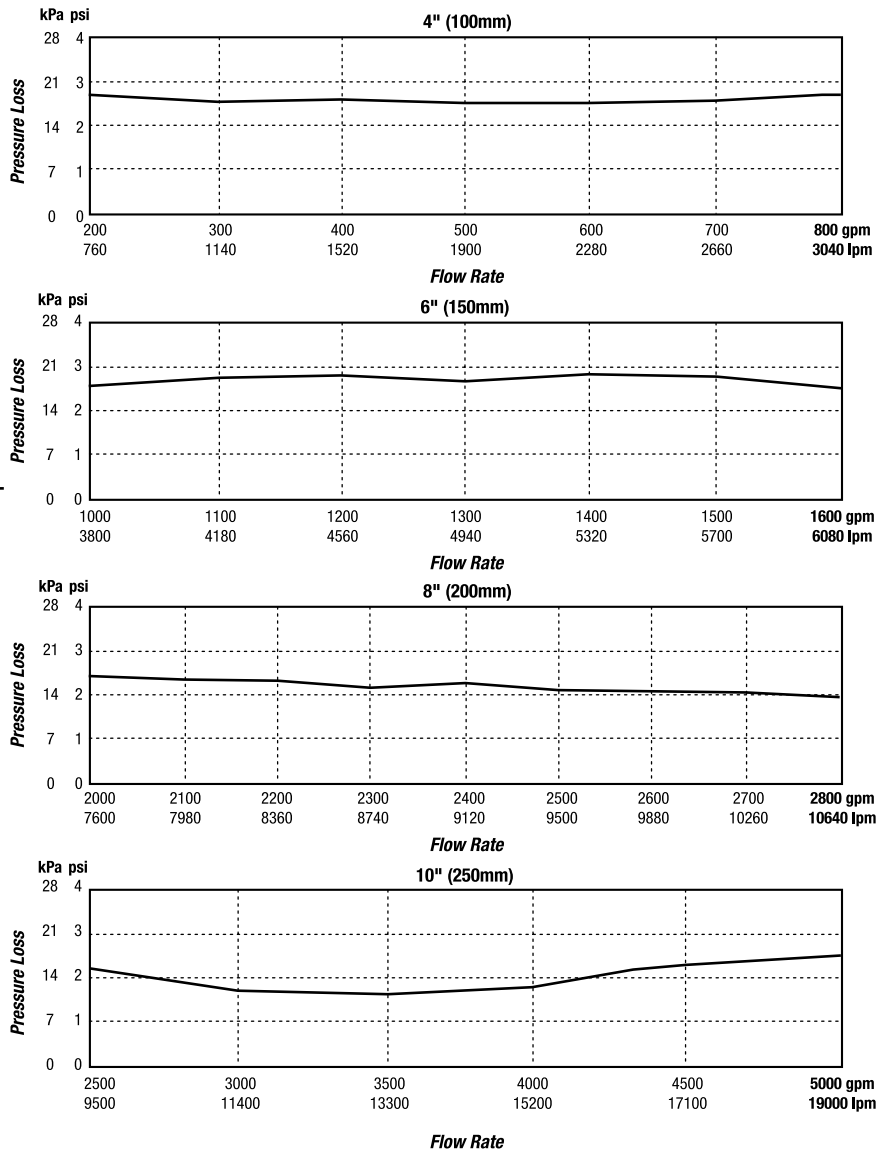 kPa psi
4" (100mm)
28 4
21 3
14 2
7 1
0 0
Pressure Loss
200 300 400 500 600 700 800 gpm
760 1140 1520 1900 2280 2660 3040 lpm
Flow Rate
kPa psi
6" (150mm)
28 4
21 3
14 2
7 1
0 0
Pressure Loss
1000 1100 1200 1300 1400 1500 1600 gpm
3800 4180 4560 4940 5320 5700 6080 lpm
Flow Rate
kPa psi
8" (200mm)
28 4
21 3
14 2
7 1
0 0
Pressure Loss
2000 2100 2200 2300 2400 2500 2600 2700 2800 gpm
7600 7980 8360 8740 9120 9500 9880 10260 10640 lpm
Flow Rate
kPa psi
10" (250mm)
28 4
21 3
14 2
7 1
0 0
Pressure Loss
2500 3000 3500 4000 4500 5000 gpm
9500 11400 13300 15200 17100 19000 lpm
Flow Rate